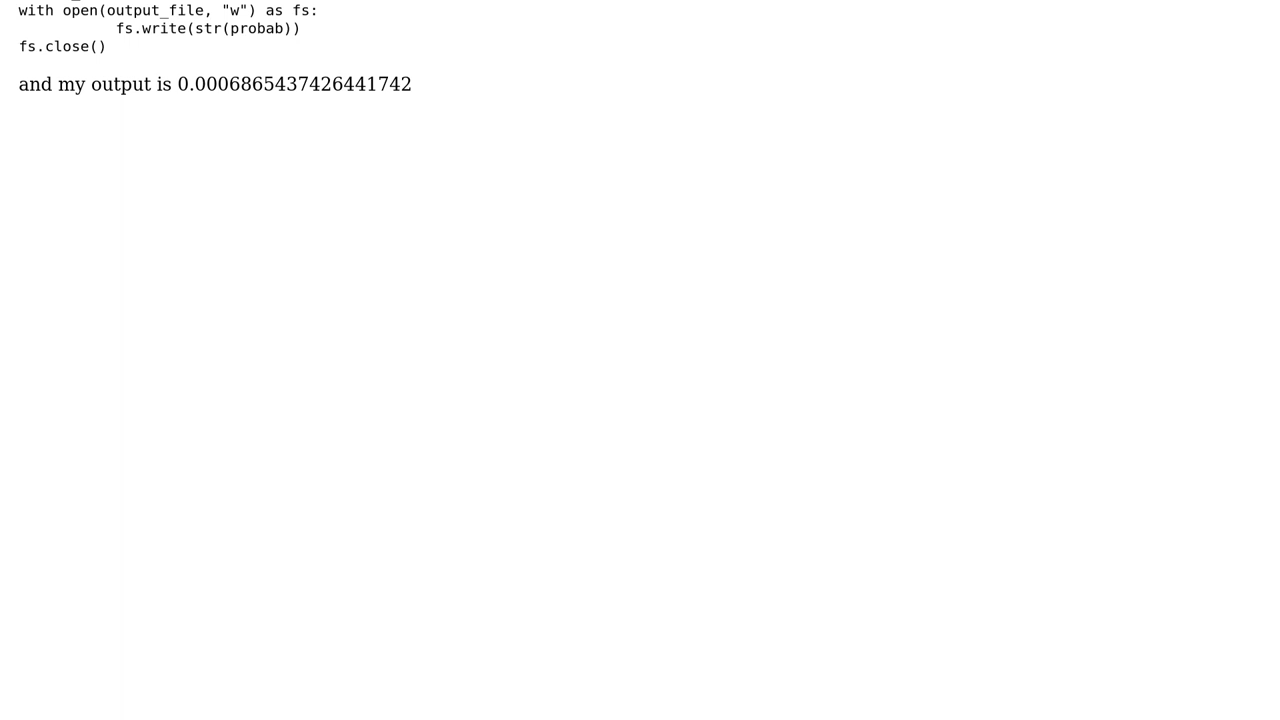 with open(output_file, "w") as fs:
           fs.write(str(probab))
fs.close()
and my output is 0.0006865437426441742